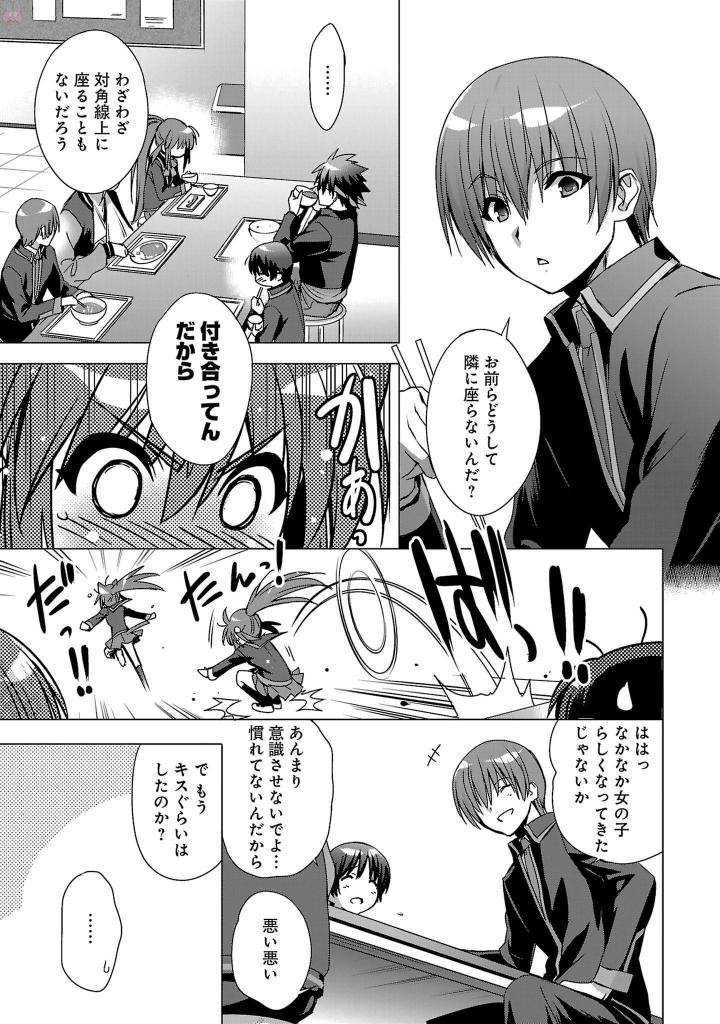 お前らどうして
隣に座らないんだ?
……
わざわざ
対角線上に
座ることも
ないだろう
付き合ってん
だから
かあっ
ばっ!!
だんっ!
だっ!!
ははっ
なかなか女の子
らしくなってきた
じゃないか
あんまり
意識させないでよ…
慣れてないんだから
悪い悪い
で もう
キスぐらいは
したのか?
……